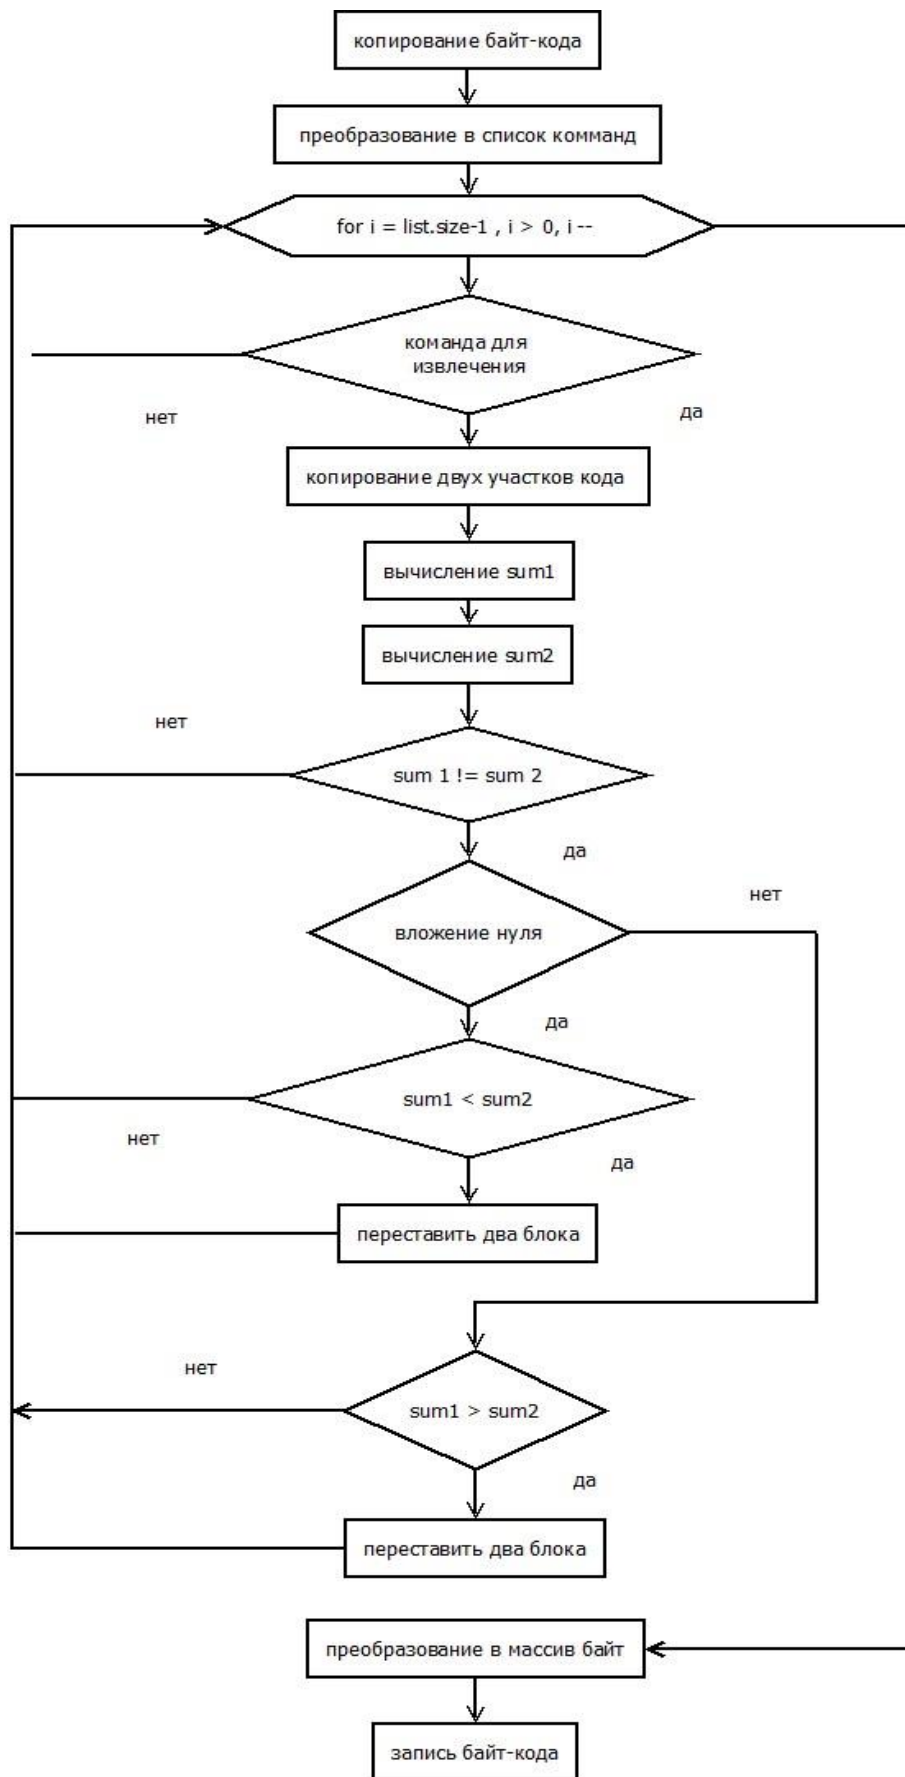 копирование байт-кода
преобразование в список комманд
for i = list.size-1 , i > 0, i --
команда для
извлечения
нет
да
копирование двух участков кода
вычисление sum1
вычисление sum2
нет
sum 1 != sum 2
да
нет
вложение нуля
да
sum1 < sum2
нет
да
переставить два блока
нет
sum1 > sum2
да
переставить два блока
преобразование в массив байт
запись байт-кода